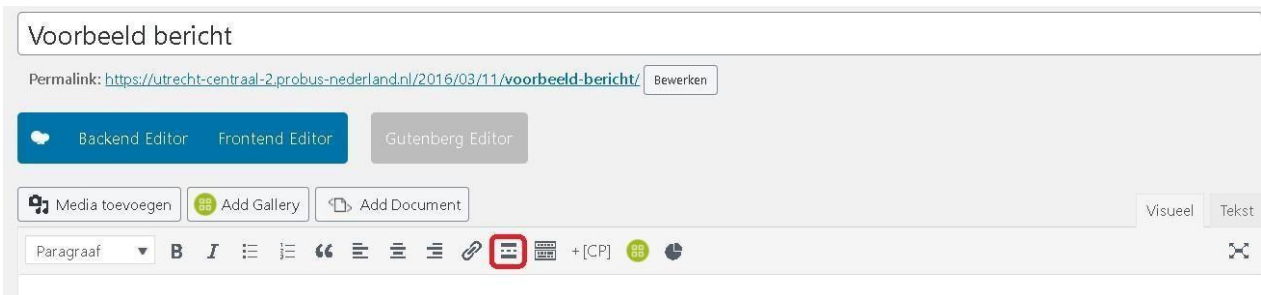 Voorbeeld bericht
Permalink: https://utrecht-centraal-2.probus-nederland.nl/2016/03/11/voorbeeld-bericht/ Bewerken
Backend Editor Frontend Editor Gutenberg Editor
Media toevoegen Add Gallery Add Document Visueel Tekst
Paragraaf B I +[CP]